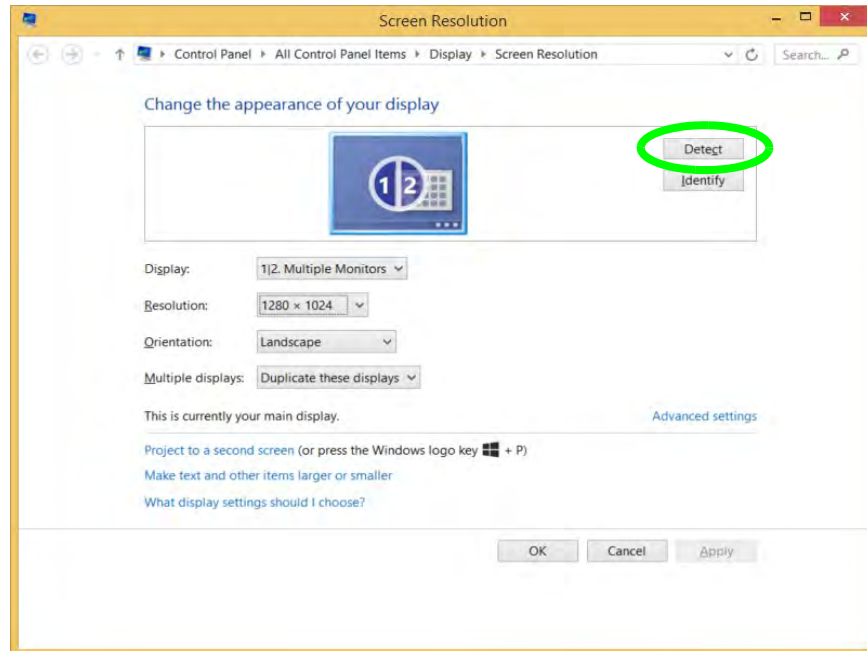 Screen Resolution
Control Panel ▸ All Control Panel Items ▸ Display ▸ Screen Resolution
Search...
Change the appearance of your display
1 2
Detect
Identify
Display: 1|2. Multiple Monitors
Resolution: 1280 × 1024
Orientation: Landscape
Multiple displays: Duplicate these displays
This is currently your main display. Advanced settings
Project to a second screen (or press the Windows logo key + P)
Make text and other items larger or smaller
What display settings should I choose?
OK Cancel Apply